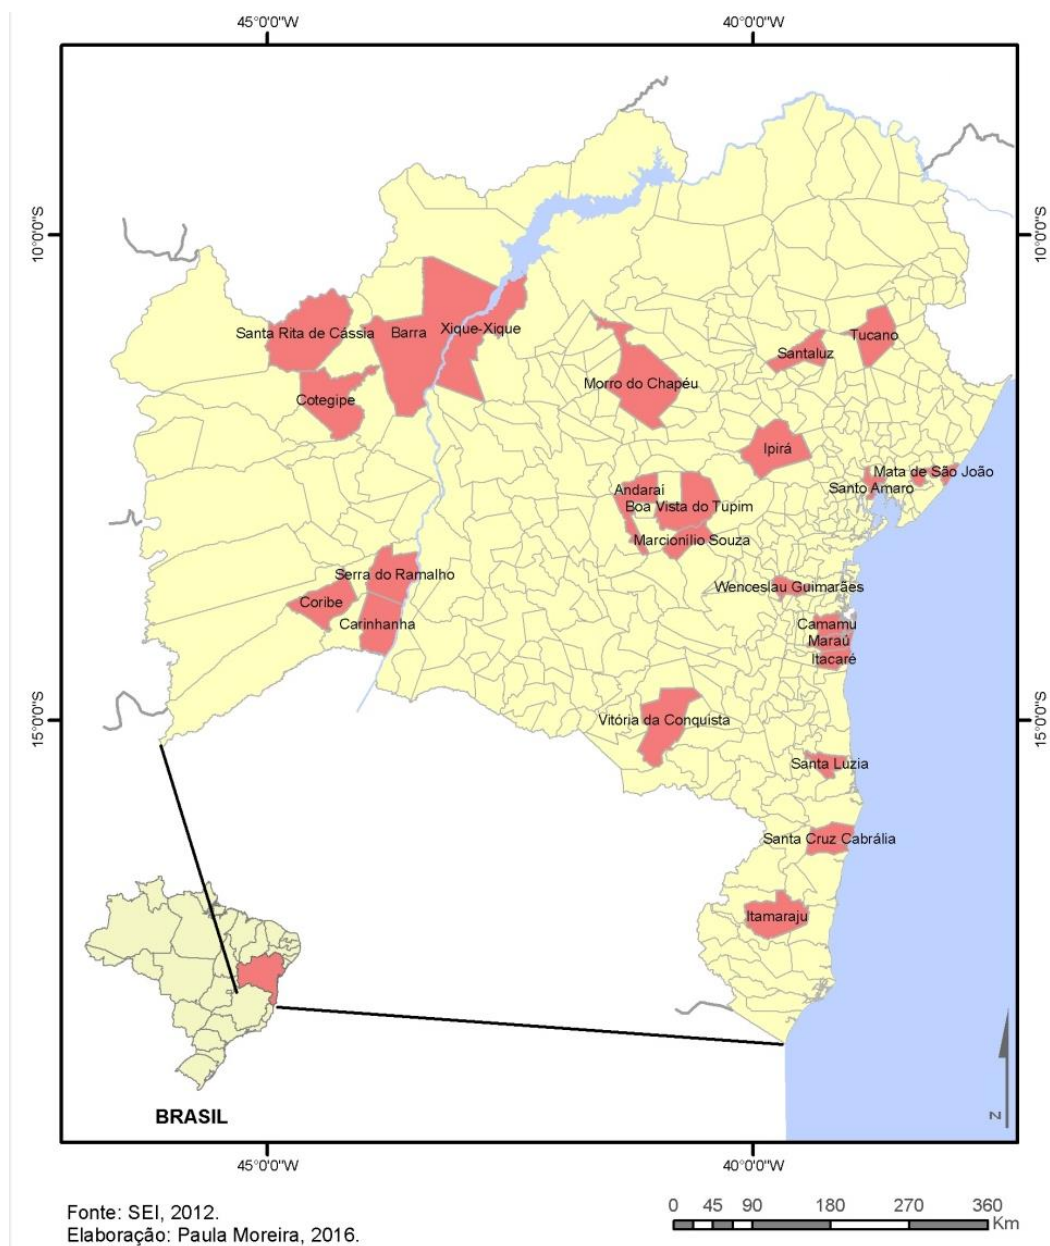 45°0'0"W
40°0'0"W
10°0'0"S
10°0'0"S
Santa Rita de Cássia
Barra
Xique-Xique
Tucano
Santaluz
Morro do Chapéu
Cotegipe
Ipirá
Mata de São João
Santo Amaro
Andaraí
Boa Vista do Tupim
Marcionilio Souza
Serra do Ramalho
Wenceslau Guimarães
Coribe
Carinhanha
Camamu
Maraú
Itacaré
15°0'0"S
15°0'0"S
Vitória da Conquista
Santa Luzia
Santa Cruz Cabrália
Itamaraju
BRASIL
N
45°0'0"W
40°0'0"W
Fonte: SEI, 2012.
Elaboração: Paula Moreira, 2016.
0 45 90 180 270 360
Km